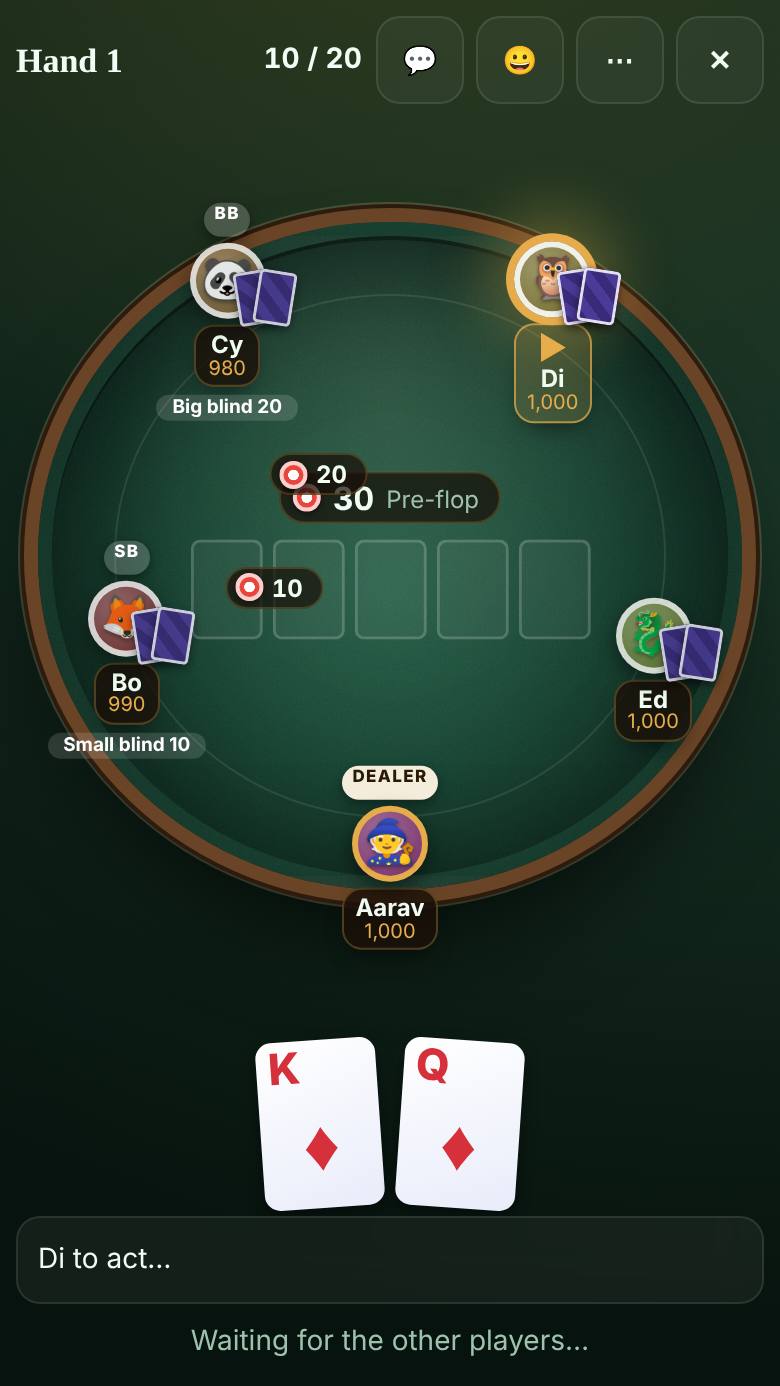 Hand 1
10 / 20
BB
Cy
980
Big blind 20
Di
1,000
20
30 Pre-flop
SB
10
Bo
990
Small blind 10
Ed
1,000
DEALER
Aarav
1,000
K
Q
Di to act...
Waiting for the other players...